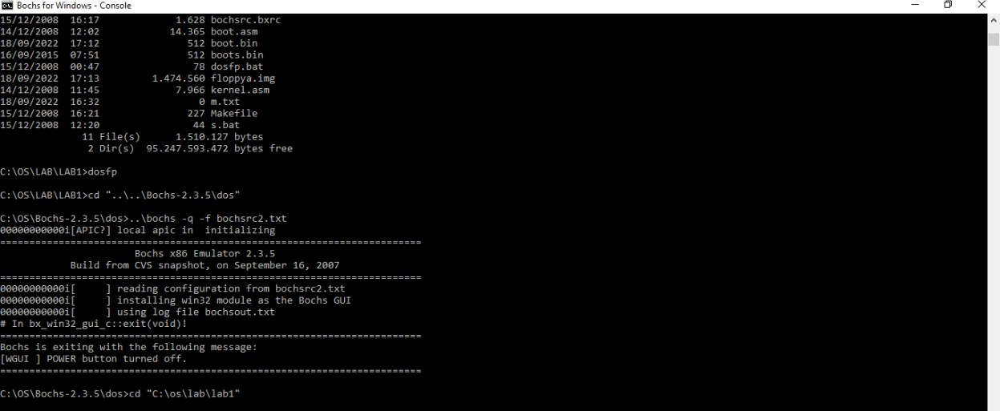 Bochs for Windows - Console
15/12/2008  16:17             1.628 bochsrc.bxrc
14/12/2008  12:02            14.365 boot.asm
18/09/2022  17:12               512 boot.bin
16/09/2015  07:51               512 boots.bin
15/12/2008  00:47                78 dosfp.bat
18/09/2022  17:13         1.474.560 floppya.img
14/12/2008  11:45             7.966 kernel.asm
18/09/2022  16:32                 0 m.txt
15/12/2008  16:21               227 Makefile
15/12/2008  12:20                44 s.bat
              11 File(s)      1.510.127 bytes
               2 Dir(s)  95.247.593.472 bytes free
C:\OS\LAB\LAB1>dosfp
C:\OS\LAB\LAB1>cd "..\..\Bochs-2.3.5\dos"
C:\OS\Bochs-2.3.5\dos>..\bochs -q -f bochsrc2.txt
00000000000i[APIC?] local apic in  initializing
========================================================================
                       Bochs x86 Emulator 2.3.5
            Build from CVS snapshot, on September 16, 2007
========================================================================
00000000000i[     ] reading configuration from bochsrc2.txt
00000000000i[     ] installing win32 module as the Bochs GUI
00000000000i[     ] using log file bochsout.txt
# In bx_win32_gui_c::exit(void)!
========================================================================
Bochs is exiting with the following message:
[WGUI ] POWER button turned off.
========================================================================
C:\OS\Bochs-2.3.5\dos>cd "C:\os\lab\lab1"